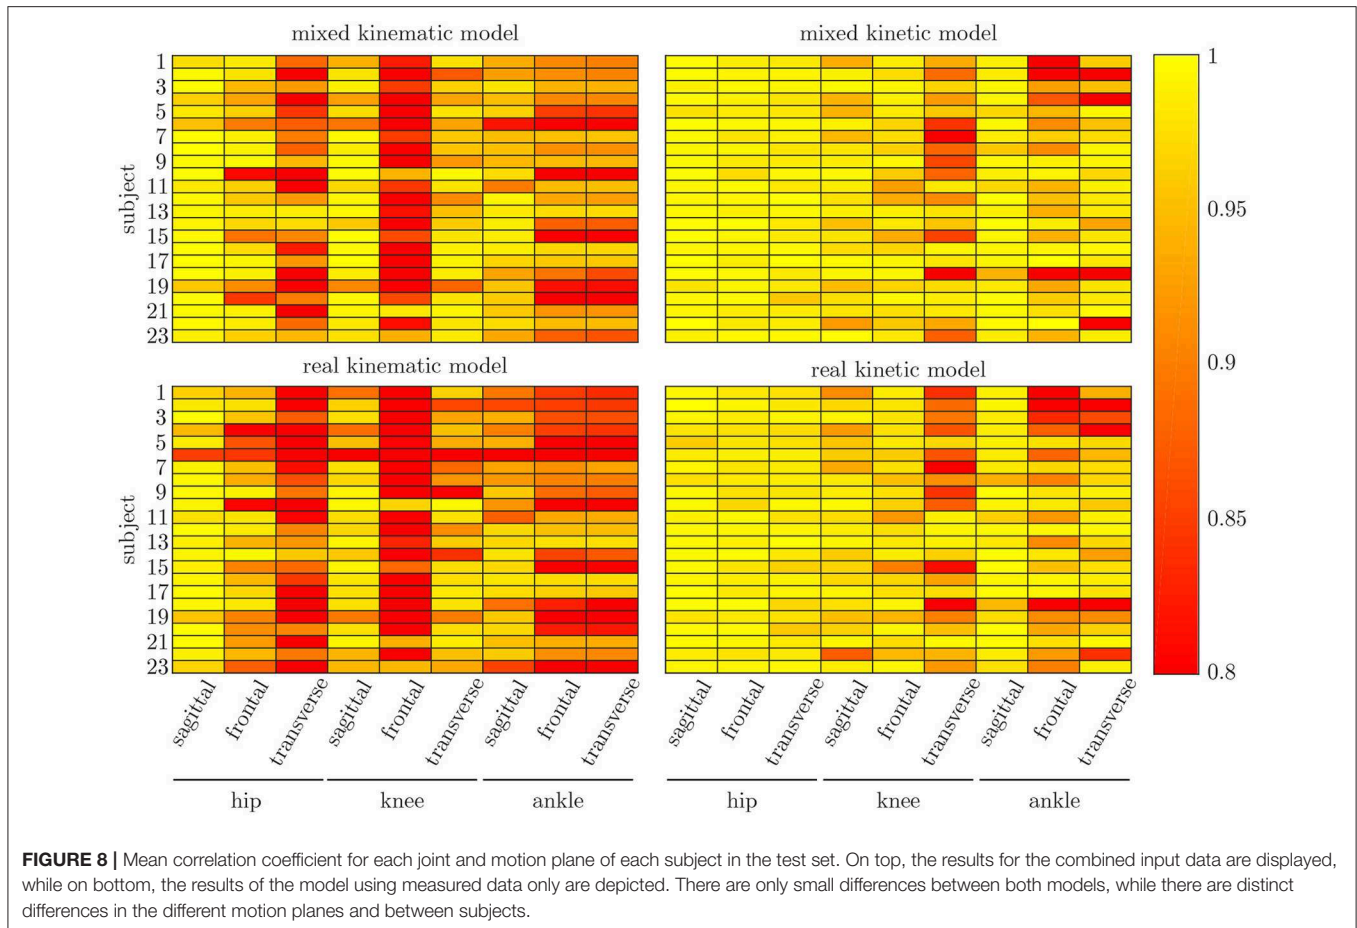 mixed kinematic model
mixed kinetic model
subject
1
3
5
7
9
11
13
15
17
19
21
23
1
0.95
0.9
0.85
0.8
real kinematic model
real kinetic model
subject
1
3
5
7
9
11
13
15
17
19
21
23
sagittal frontal transverse sagittal frontal transverse sagittal frontal transverse
sagittal frontal transverse sagittal frontal transverse sagittal frontal transverse
hip knee ankle
hip knee ankle
FIGURE 8 | Mean correlation coefficient for each joint and motion plane of each subject in the test set. On top, the results for the combined input data are displayed,
while on bottom, the results of the model using measured data only are depicted. There are only small differences between both models, while there are distinct
differences in the different motion planes and between subjects.